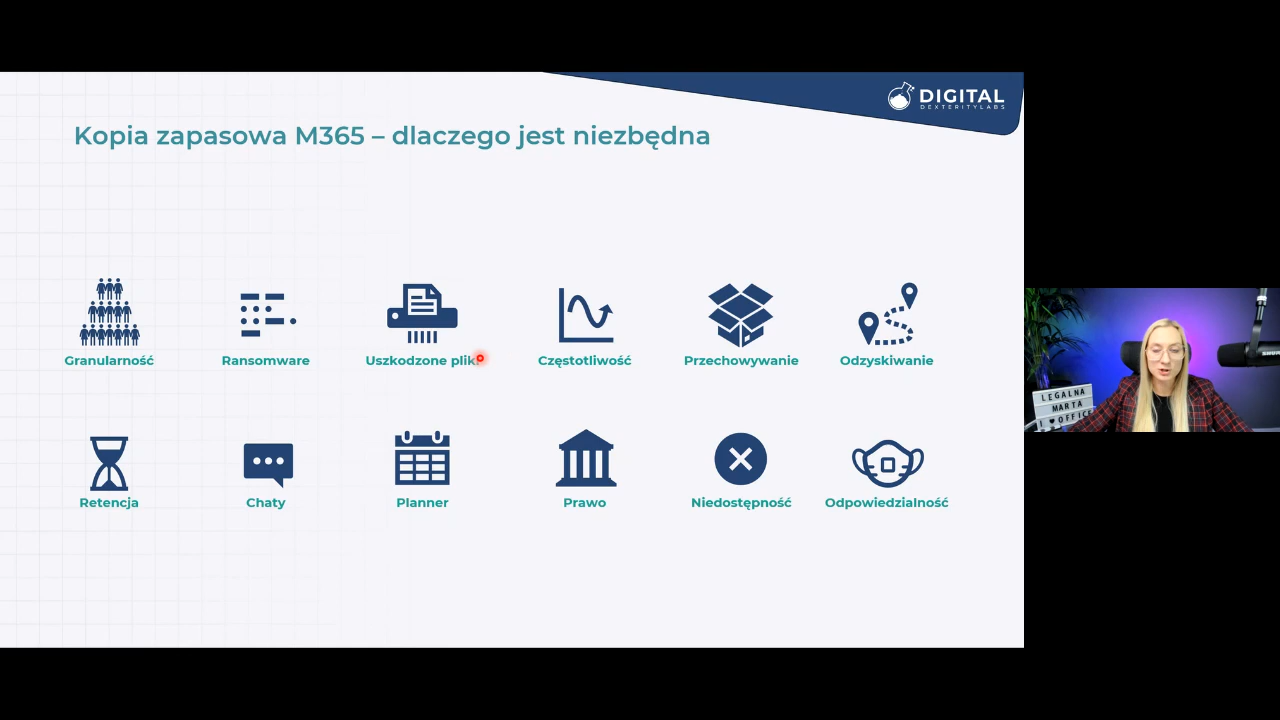 DIGITAL
DEXTERITYLABS
Kopia zapasowa M365 – dlaczego jest niezbędna
Granularność
Ransomware
Uszkodzone pliki
Częstotliwość
Przechowywanie
Odzyskiwanie
Retencja
Chaty
Planner
Prawo
Niedostępność
Odpowiedzialność
LEGALNA
MARTA
I ♥ OFFICE